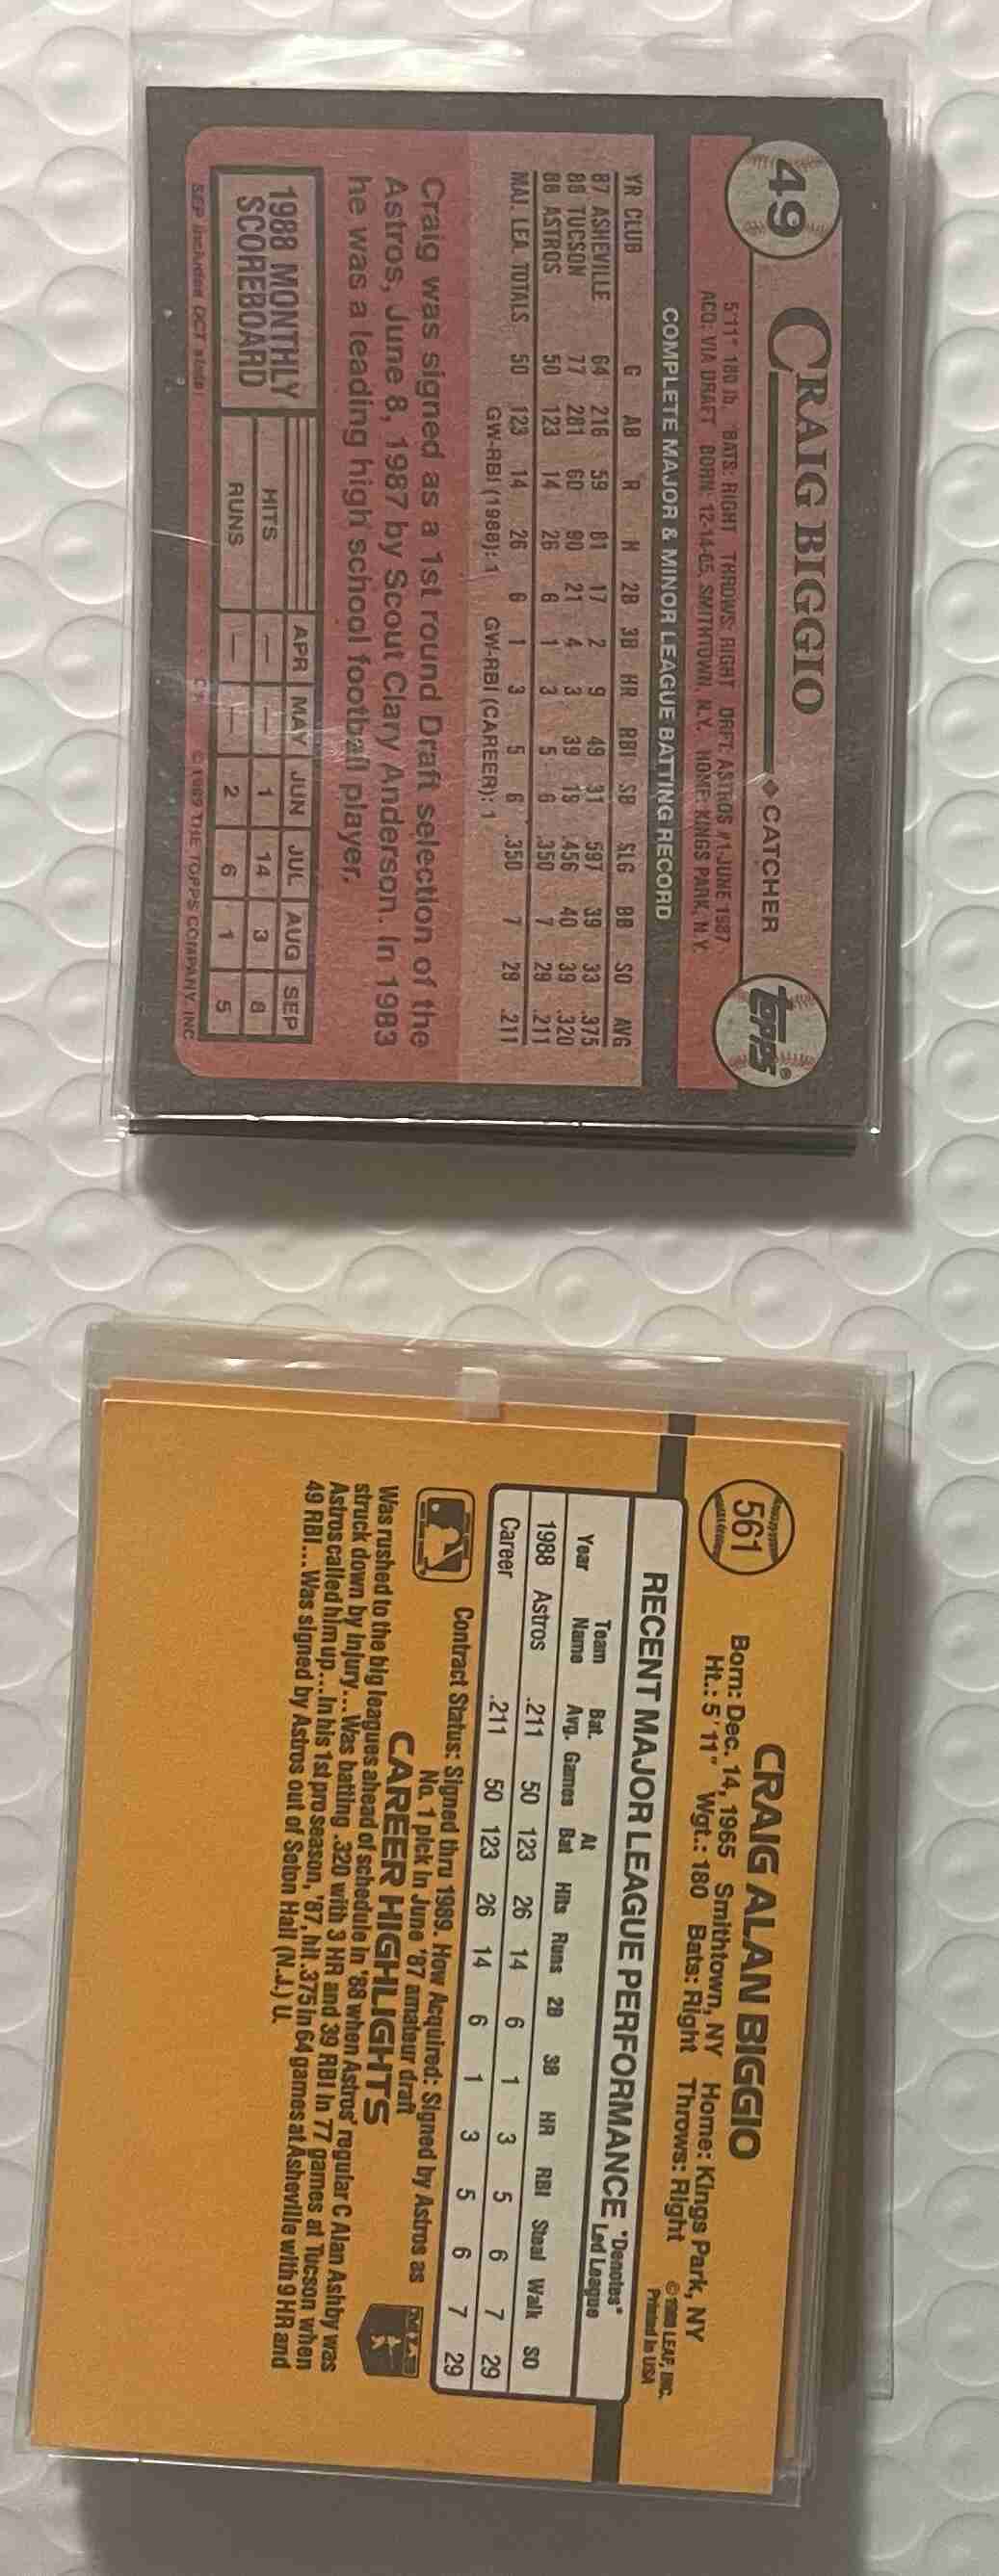 49
CRAIG BIGGIO
◆CATCHER
topps®
5'11" 180 lb. BATS: RIGHT THROWS: RIGHT DRFT: ASTROS #1-JUNE 1987
ACQ: VIA DRAFT BORN: 12-14-65, SMITHTOWN, N.Y. HOME: KINGS PARK, N.Y.
COMPLETE MAJOR & MINOR LEAGUE BATTING RECORD
YR CLUB G AB R H 2B 3B HR RBI SB SLG BB SO AVG
87 ASHEVILLE 64 216 59 81 17 2 9 49 31 .597 39 33 .375
88 TUCSON 77 281 60 90 21 4 3 39 19 .456 40 39 .320
88 ASTROS 50 123 14 26 6 1 3 5 6 .350 7 29 .211
MAJ. LEA. TOTALS 50 123 14 26 6 1 3 5 6 .350 7 29 .211
GW-RBI (1988): 1 GW-RBI (CAREER): 1
Craig was signed as a 1st round Draft selection of the
Astros, June 8, 1987 by Scout Clary Anderson. In 1983
he was a leading high school football player.
1988 MONTHLY
SCOREBOARD
APR MAY JUN JUL AUG SEP
HITS — — 1 14 3 8
RUNS — — 2 6 1 5
SEP included OCT stats!
©1989 THE TOPPS COMPANY, INC.
561
CRAIG ALAN BIGGIO
Born: Dec. 14, 1965 Smithtown, NY Home: Kings Park, NY
Ht.: 5'11" Wgt.: 180 Bats: Right Throws: Right
© 1988 LEAF, INC.
Printed in USA
RECENT MAJOR LEAGUE PERFORMANCE *Denotes* Led League
Year Team Name Bat. Avg. Games At Bat Hits Runs 2B 3B HR RBI Steal Walk SO
1988 Astros .211 50 123 26 14 6 1 3 5 6 7 29
Career .211 50 123 26 14 6 1 3 5 6 7 29
Contract Status: Signed thru 1989. How Acquired: Signed by Astros as
No. 1 pick in June '87 amateur draft
CAREER HIGHLIGHTS
Was rushed to the big leagues ahead of schedule in '88 when Astros' regular C Alan Ashby was
struck down by injury...Was batting .320 with 3 HR and 39 RBI in 77 games at Tucson when
Astros called him up...In his 1st pro season, '87, hit .375 in 64 games at Asheville with 9 HR and
49 RBI...Was signed by Astros out of Seton Hall (N.J.) U.